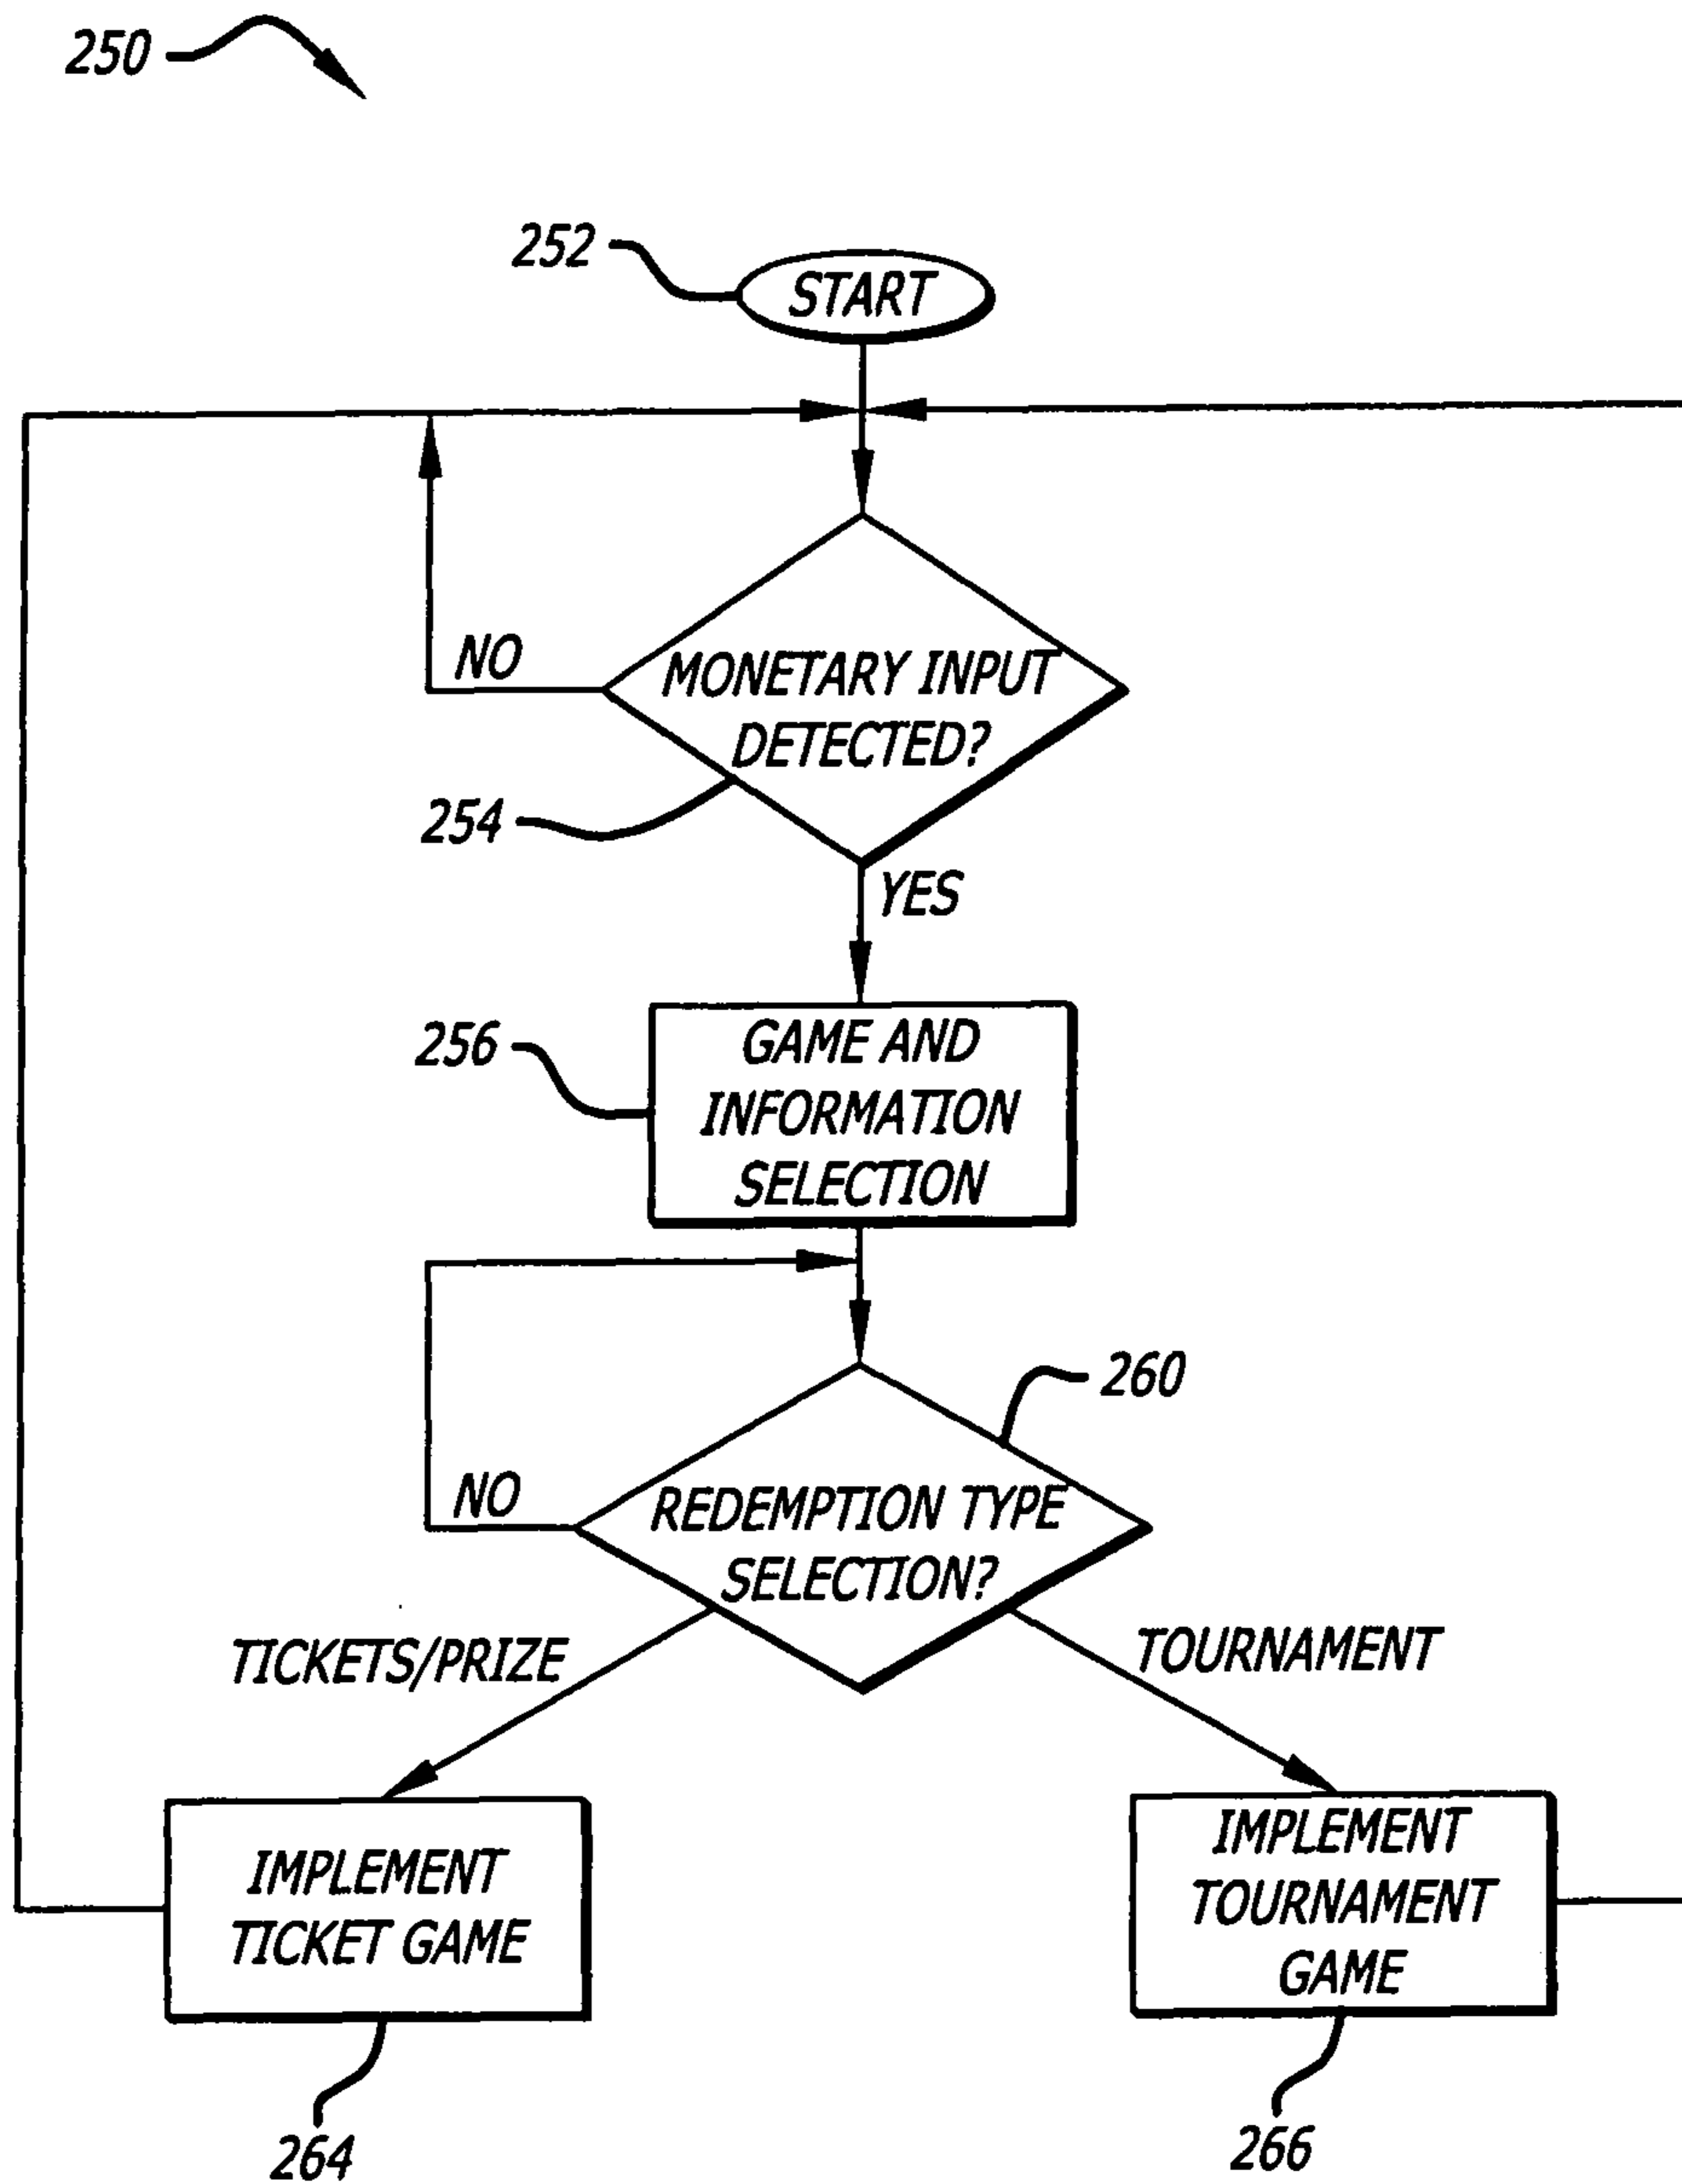 250
252
START
NO
MONETARY INPUT
DETECTED?
254
YES
256
GAME AND
INFORMATION
SELECTION
260
NO
REDEMPTION TYPE
SELECTION?
TICKETS/PRIZE
TOURNAMENT
IMPLEMENT
TICKET GAME
IMPLEMENT
TOURNAMENT
GAME
264
266